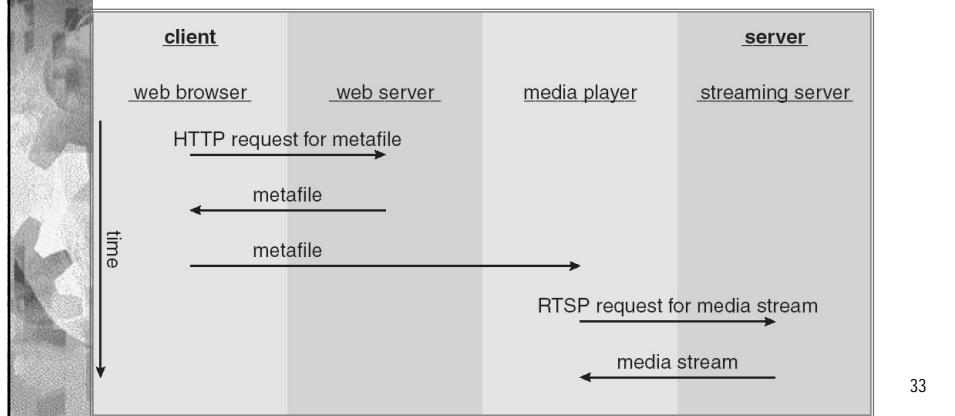 client server
web browser web server media player streaming server
HTTP request for metafile
metafile
time
metafile
RTSP request for media stream
media stream
33